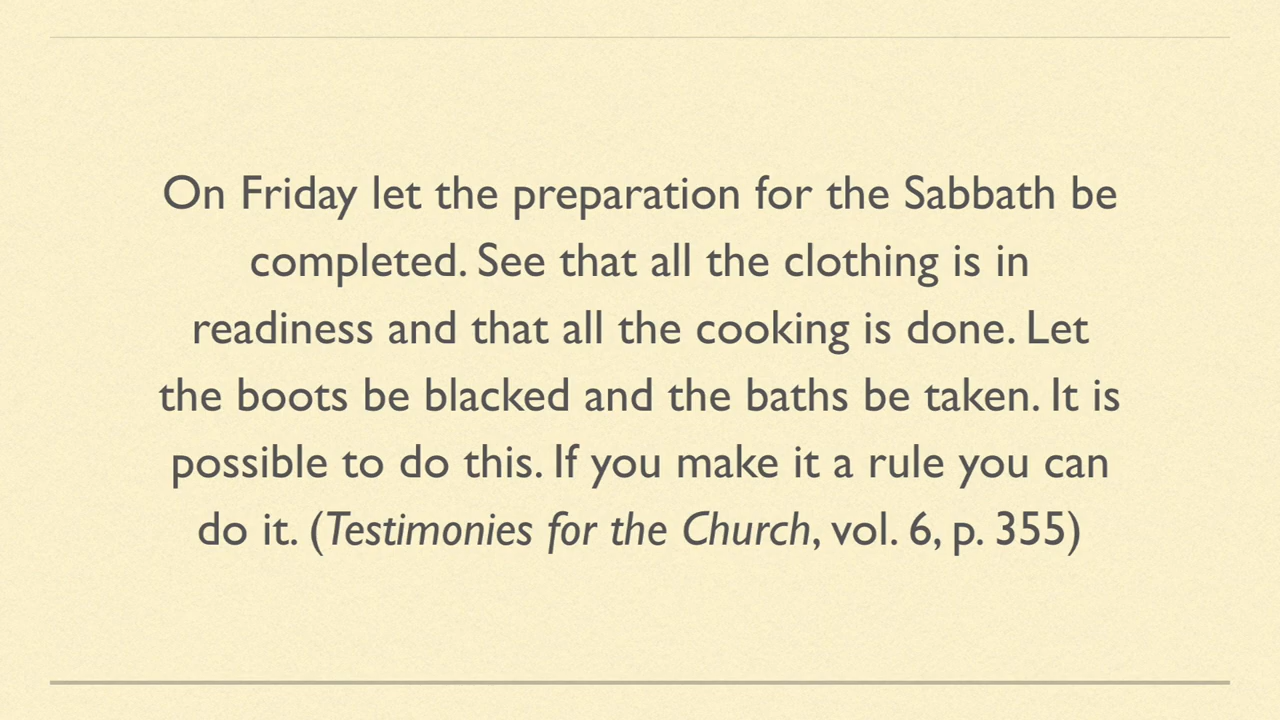 On Friday let the preparation for the Sabbath be
completed. See that all the clothing is in
readiness and that all the cooking is done. Let
the boots be blacked and the baths be taken. It is
possible to do this. If you make it a rule you can
do it. (Testimonies for the Church, vol. 6, p. 355)